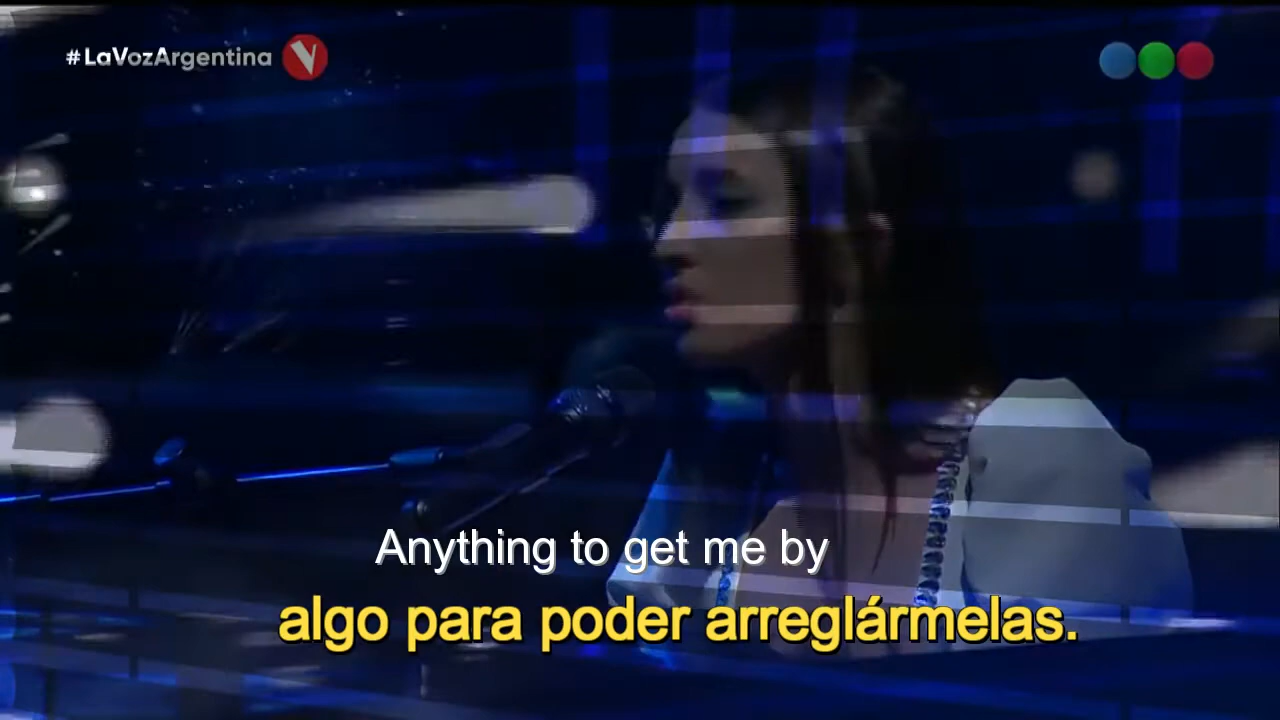 #LaVozArgentina
Anything to get me by
algo para poder arreglármelas.